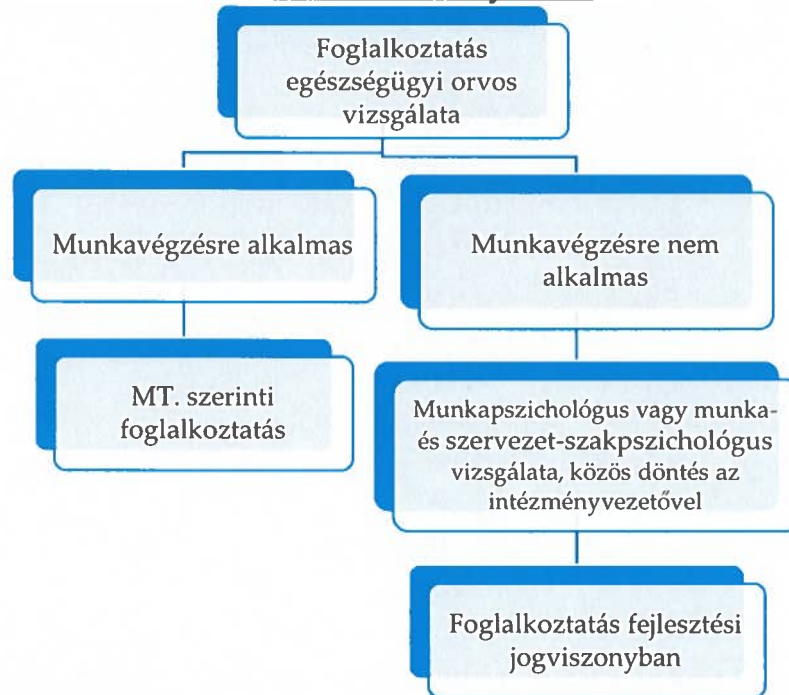 Foglalkoztatás
egészségügyi orvos
vizsgálata
Munkavégzésre alkalmas
Munkavégzésre nem
alkalmas
MT. szerinti
foglalkoztatás
Munkapszichológus vagy munka-
és szervezet-szakpszichológus
vizsgálata, közös döntés az
intézményvezetővel
Foglalkoztatás fejlesztési
jogviszonyban